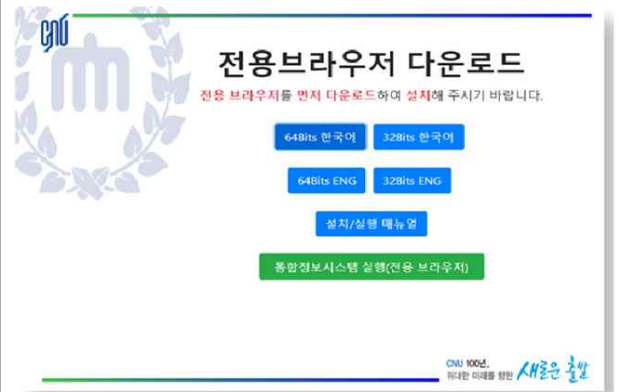 CNU
전용브라우저 다운로드
전용 브라우저를 먼저 다운로드하여 설치해 주시기 바랍니다.
64Bits 한국어 32Bits 한국어
64Bits ENG 32Bits ENG
설치/실행 매뉴얼
통합정보시스템 실행(전용 브라우저)
CNU 100년,
위대한 미래를 향한 새로운 출발